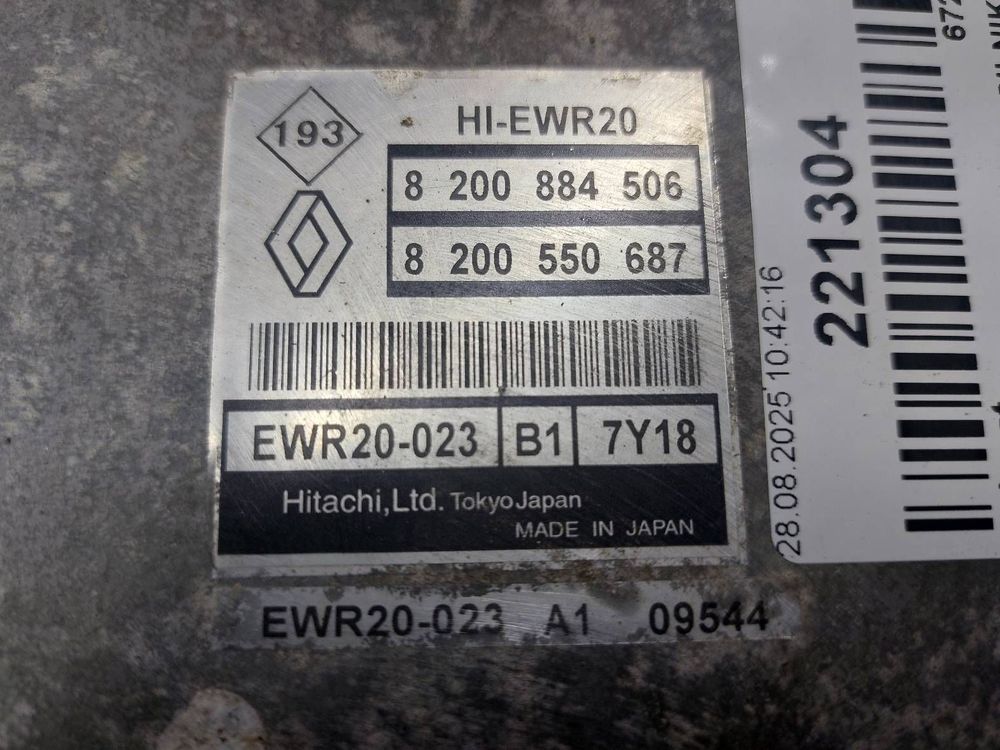 193
HI-EWR20
8 200 884 506
8 200 550 687
EWR20-023 B1 7Y18
Hitachi,Ltd. Tokyo Japan
MADE IN JAPAN
EWR20-023 A1 09544
28.08.2025 10:42:16
221304